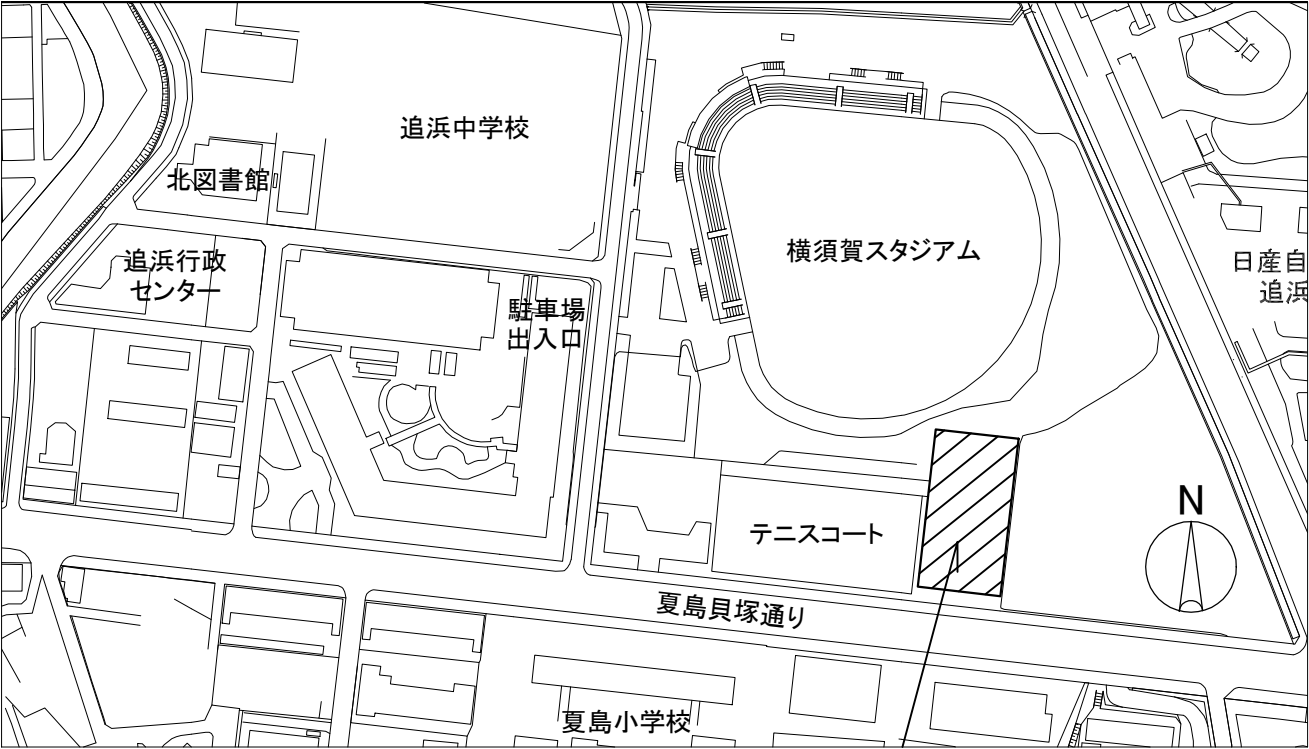 追浜中学校
北図書館
追浜行政
センター
横須賀スタジアム
日産自
追浜
駐車場
出入口
N
テニスコート
夏島貝塚通り
夏島小学校